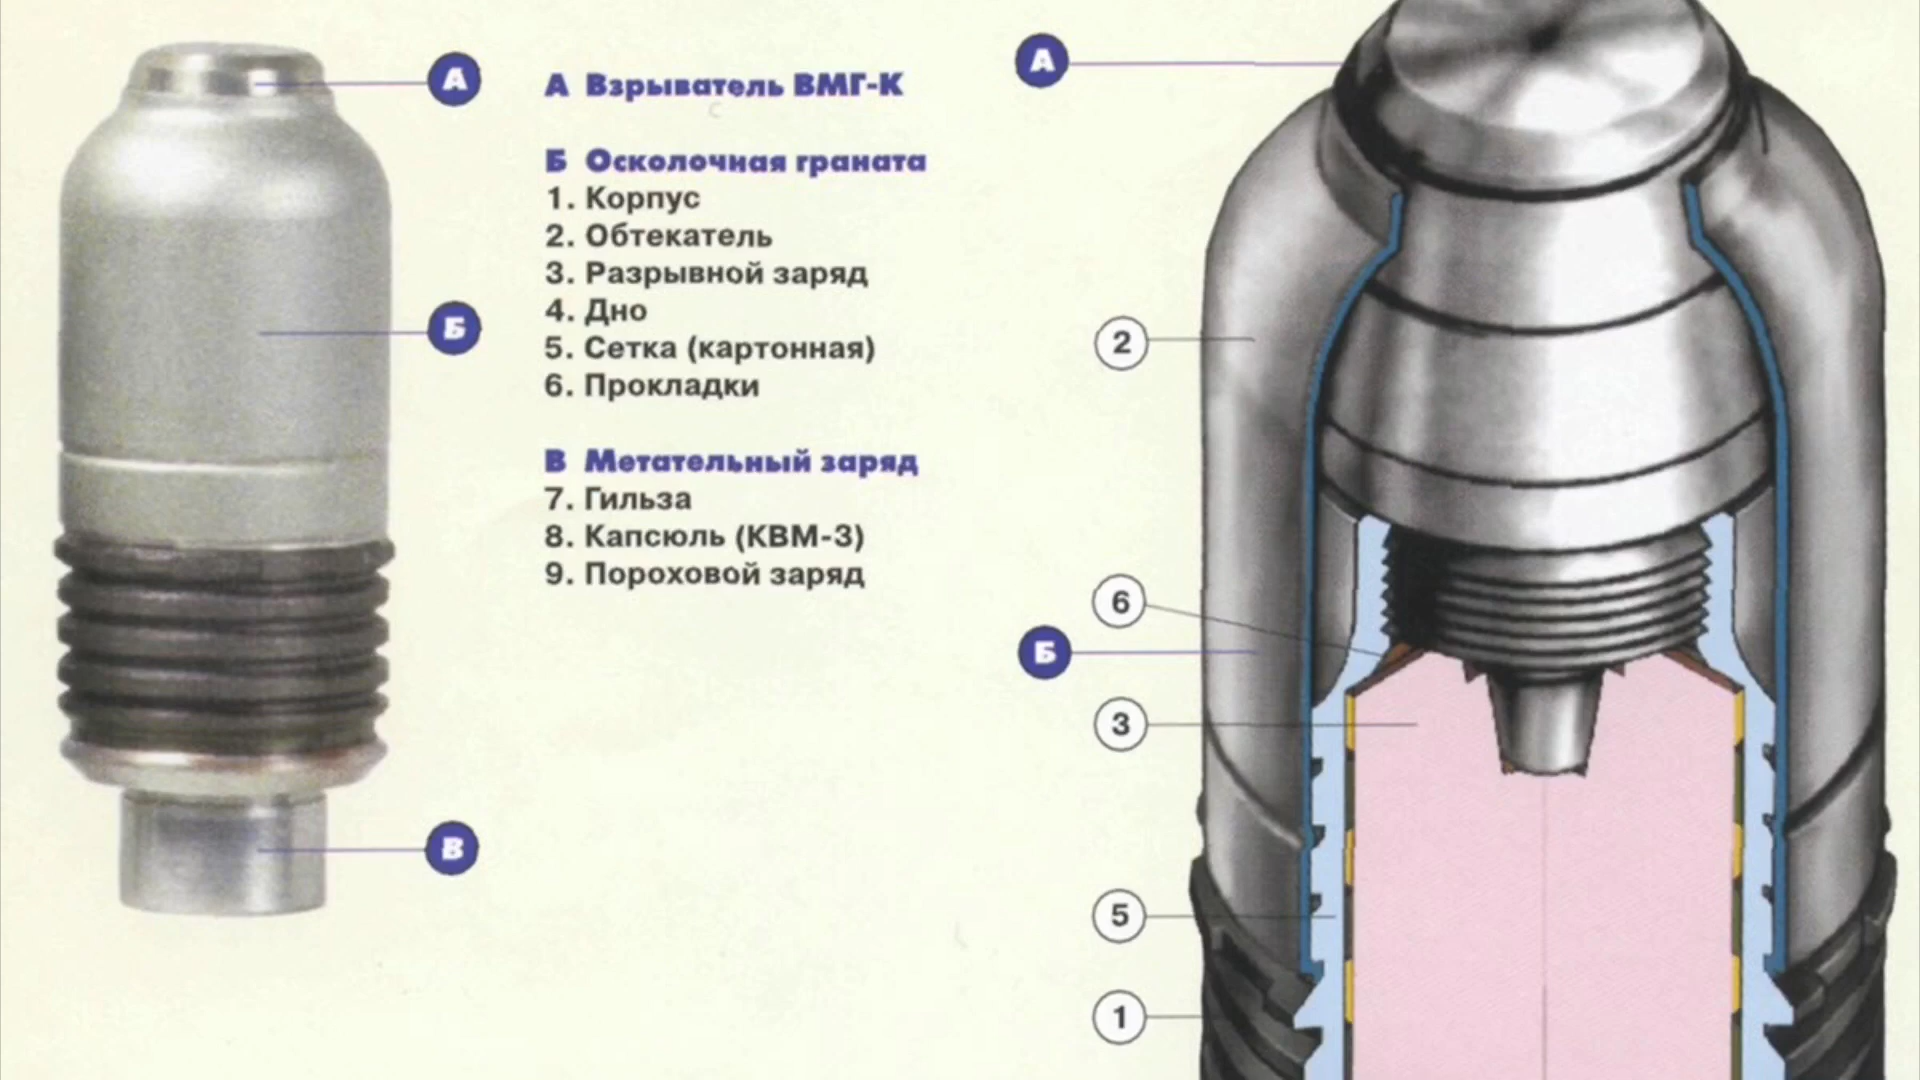 А
А Взрыватель ВМГ-К
А
Б Осколочная граната
1. Корпус
2. Обтекатель
3. Разрывной заряд
4. Дно
5. Сетка (картонная)
6. Прокладки
Б
В Метательный заряд
7. Гильза
8. Капсюль (КВМ-3)
9. Пороховой заряд
В
2
6
Б
3
5
1